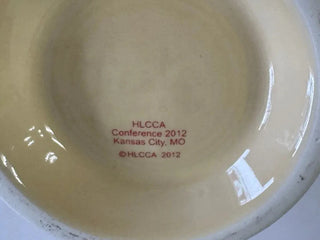 HLCCA
Conference 2012
Kansas City, MO
©HLCCA 2012